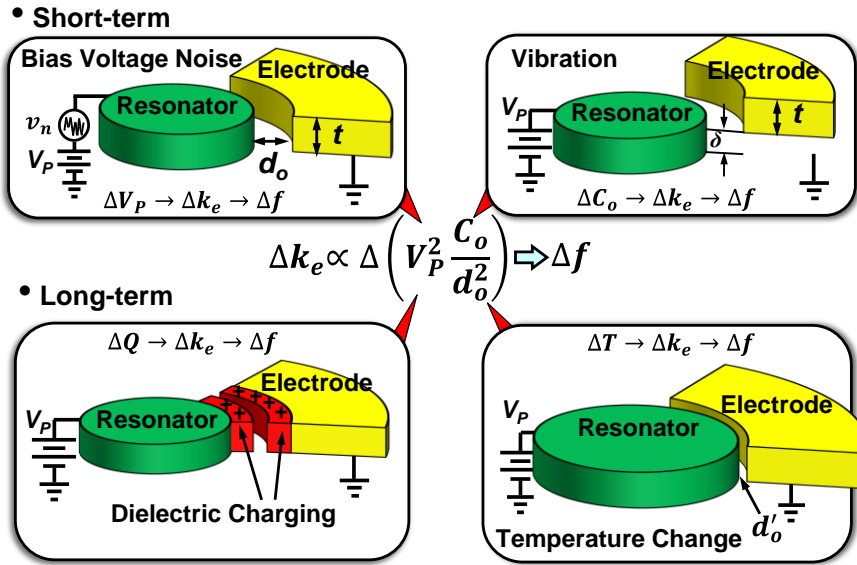 • Short-term
Bias Voltage Noise
Electrode
Resonator
v_n
V_P
t
d_o
ΔV_P → Δk_e → Δf
Vibration
Electrode
V_P
Resonator
t
δ
ΔC_o → Δk_e → Δf
Δk_e ∝ Δ (V_P^2 C_o/d_o^2) ⇨ Δf
• Long-term
ΔQ → Δk_e → Δf
Electrode
V_P
Resonator
+ + + + + + +
Dielectric Charging
ΔT → Δk_e → Δf
Electrode
V_P
Resonator
d_o′
Temperature Change